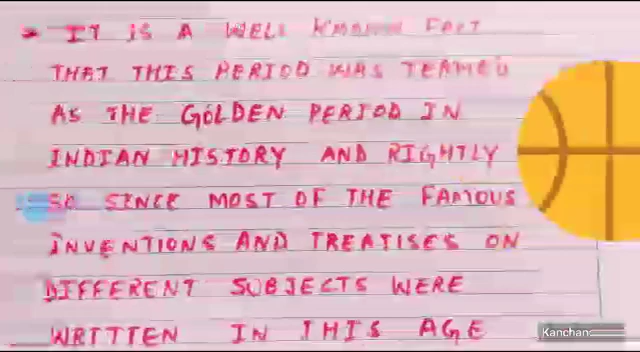 → IT IS A WELL KNOWN FACT
THAT THIS PERIOD WAS TERMED
AS THE GOLDEN PERIOD IN
INDIAN HISTORY AND RIGHTLY
SO SINCE MOST OF THE FAMOUS
INVENTIONS AND TREATISES ON
DIFFERENT SUBJECTS WERE
WRITTEN IN THIS AGE
Kanchan